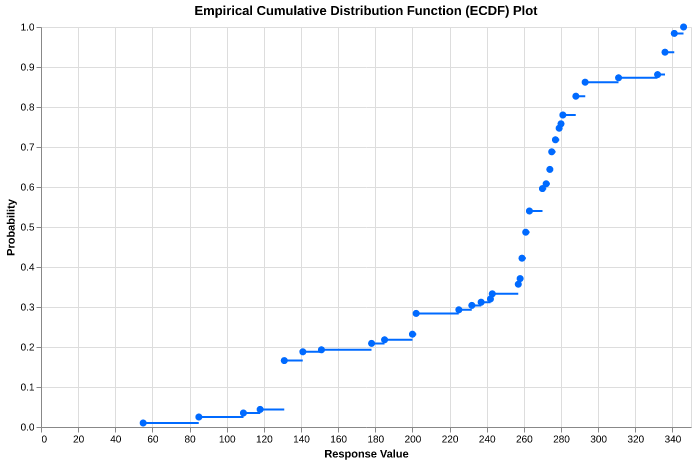 Empirical Cumulative Distribution Function (ECDF) Plot
1.0
0.9
0.8
0.7
0.6
0.5
0.4
0.3
0.2
0.1
0.0
Probability
0 20 40 60 80 100 120 140 160 180 200 220 240 260 280 300 320 340
Response Value